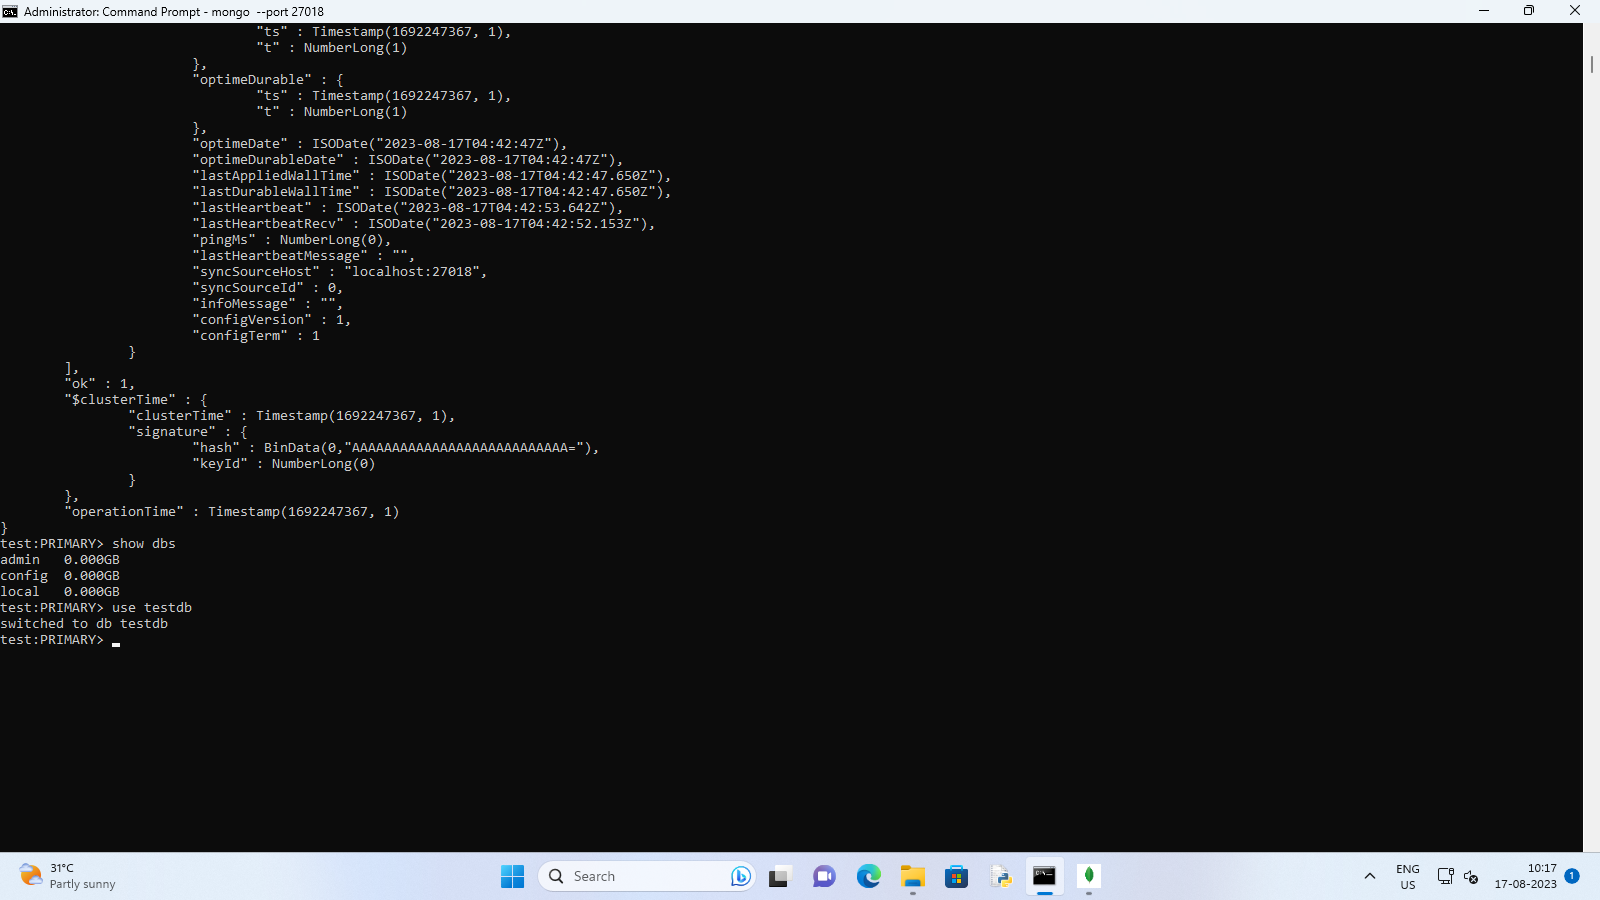 Administrator: Command Prompt - mongo  --port 27018
"ts" : Timestamp(1692247367, 1),
"t" : NumberLong(1)
},
"optimeDurable" : {
"ts" : Timestamp(1692247367, 1),
"t" : NumberLong(1)
},
"optimeDate" : ISODate("2023-08-17T04:42:47Z"),
"optimeDurableDate" : ISODate("2023-08-17T04:42:47Z"),
"lastAppliedWallTime" : ISODate("2023-08-17T04:42:47.650Z"),
"lastDurableWallTime" : ISODate("2023-08-17T04:42:47.650Z"),
"lastHeartbeat" : ISODate("2023-08-17T04:42:53.642Z"),
"lastHeartbeatRecv" : ISODate("2023-08-17T04:42:52.153Z"),
"pingMs" : NumberLong(0),
"lastHeartbeatMessage" : "",
"syncSourceHost" : "localhost:27018",
"syncSourceId" : 0,
"infoMessage" : "",
"configVersion" : 1,
"configTerm" : 1
}
],
"ok" : 1,
"$clusterTime" : {
"clusterTime" : Timestamp(1692247367, 1),
"signature" : {
"hash" : BinData(0,"AAAAAAAAAAAAAAAAAAAAAAAAAAA="),
"keyId" : NumberLong(0)
}
},
"operationTime" : Timestamp(1692247367, 1)
}
test:PRIMARY> show dbs
admin   0.000GB
config  0.000GB
local   0.000GB
test:PRIMARY> use testdb
switched to db testdb
test:PRIMARY>
31°C
Partly sunny
Search
ENG
US
10:17
17-08-2023
1